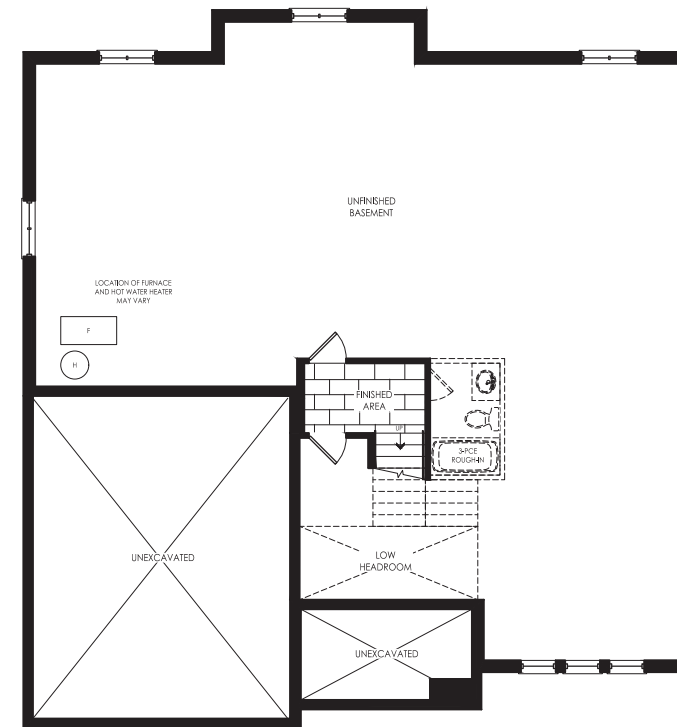 UNFINISHED
BASEMENT
LOCATION OF FURNACE
AND HOT WATER HEATER
MAY VARY
F
H
FINISHED
AREA
UP
3-PCE
ROUGH-IN
UNEXCAVATED
LOW
HEADROOM
UNEXCAVATED